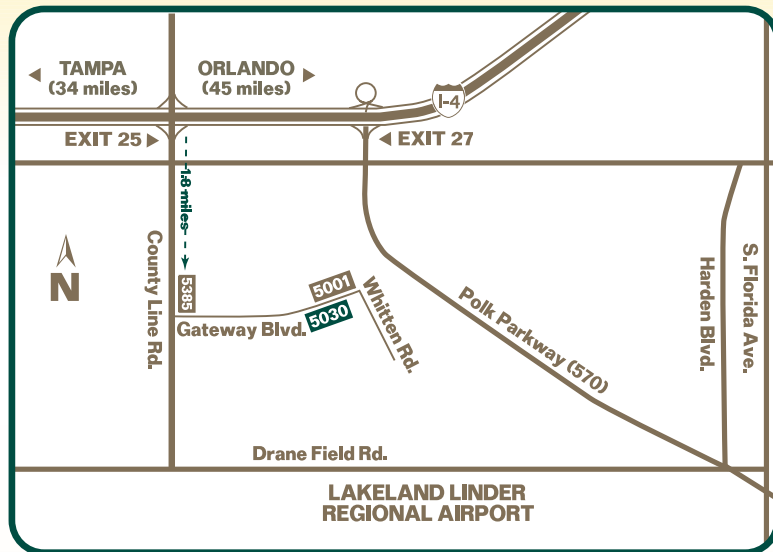 TAMPA
(34 miles)
ORLANDO
(45 miles)
I-4
EXIT 25
EXIT 27
1.8 miles
N
County Line Rd.
5385
5001
5030
Gateway Blvd.
Whitten Rd.
Polk Parkway (570)
Harden Blvd.
S. Florida Ave.
Drane Field Rd.
LAKELAND LINDER
REGIONAL AIRPORT